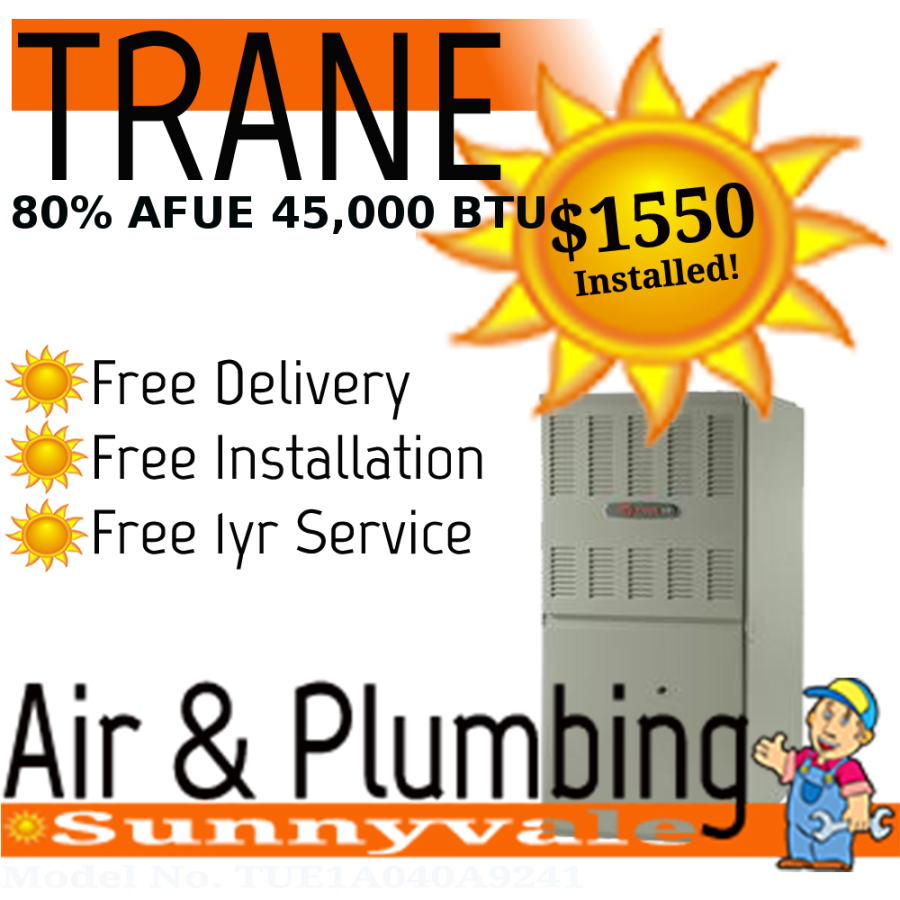 TRANE
80% AFUE 45,000 BTU
$1550
Installed!
Free Delivery
Free Installation
Free 1yr Service
Air & Plumbing
Sunnyvale
Model No. TUE1A040A9241